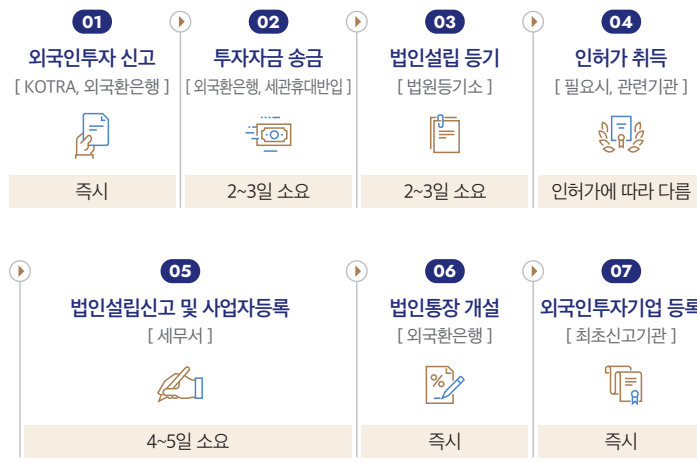 01
외국인투자 신고
[ KOTRA, 외국환은행 ]
즉시
02
투자자금 송금
[ 외국환은행, 세관휴대반입 ]
2~3일 소요
03
법인설립 등기
[ 법원등기소 ]
2~3일 소요
04
인허가 취득
[ 필요시, 관련기관 ]
인허가에 따라 다름
05
법인설립신고 및 사업자등록
[ 세무서 ]
4~5일 소요
06
법인통장 개설
[ 외국환은행 ]
%
즉시
07
외국인투자기업 등록
[ 최초신고기관 ]
즉시